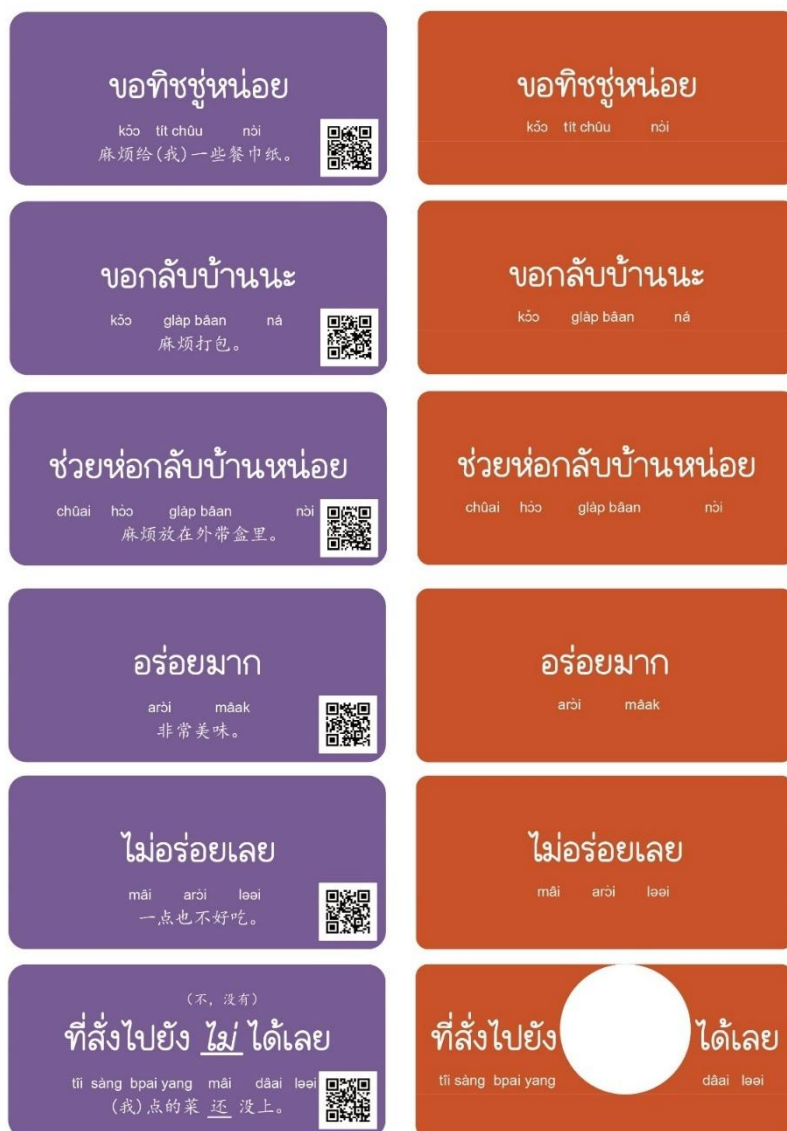 ขอทิชชู่หน่อย
kɔ̌ɔ tít chûu nɔ̀i
麻烦给(我)一些餐巾纸。
ขอทิชชู่หน่อย
kɔ̌ɔ tít chûu nɔ̀i
ขอกลับบ้านนะ
kɔ̌ɔ glàp bâan ná
麻烦打包。
ขอกลับบ้านนะ
kɔ̌ɔ glàp bâan ná
ช่วยห่อกลับบ้านหน่อย
chûai hɔ̀ɔ glàp bâan nɔ̀i
麻烦放在外带盒里。
ช่วยห่อกลับบ้านหน่อย
chûai hɔ̀ɔ glàp bâan nɔ̀i
อร่อยมาก
arɔ̀i mâak
非常美味。
อร่อยมาก
arɔ̀i mâak
ไม่อร่อยเลย
mâi arɔ̀i ləəi
一点也不好吃。
ไม่อร่อยเลย
mâi arɔ̀i ləəi
(不, 没有)
ที่สั่งไปยัง ไม่ ได้เลย
tîi sàng bpai yang mâi dâai ləəi
(我)点的菜 还 没上。
ที่สั่งไปยัง ได้เลย
tîi sàng bpai yang dâai ləəi